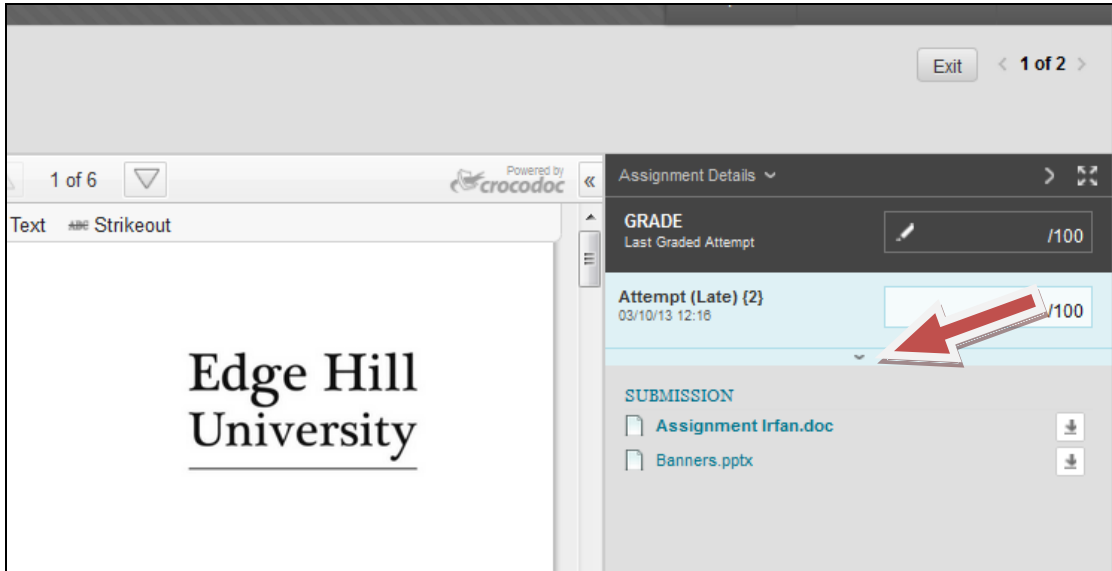 Exit
1 of 2
1 of 6
Powered by
crocodoc
Text
ABC Strikeout
Edge Hill
University
Assignment Details
GRADE
Last Graded Attempt
/100
Attempt (Late) {2}
03/10/13 12:16
/100
SUBMISSION
Assignment Irfan.doc
Banners.pptx